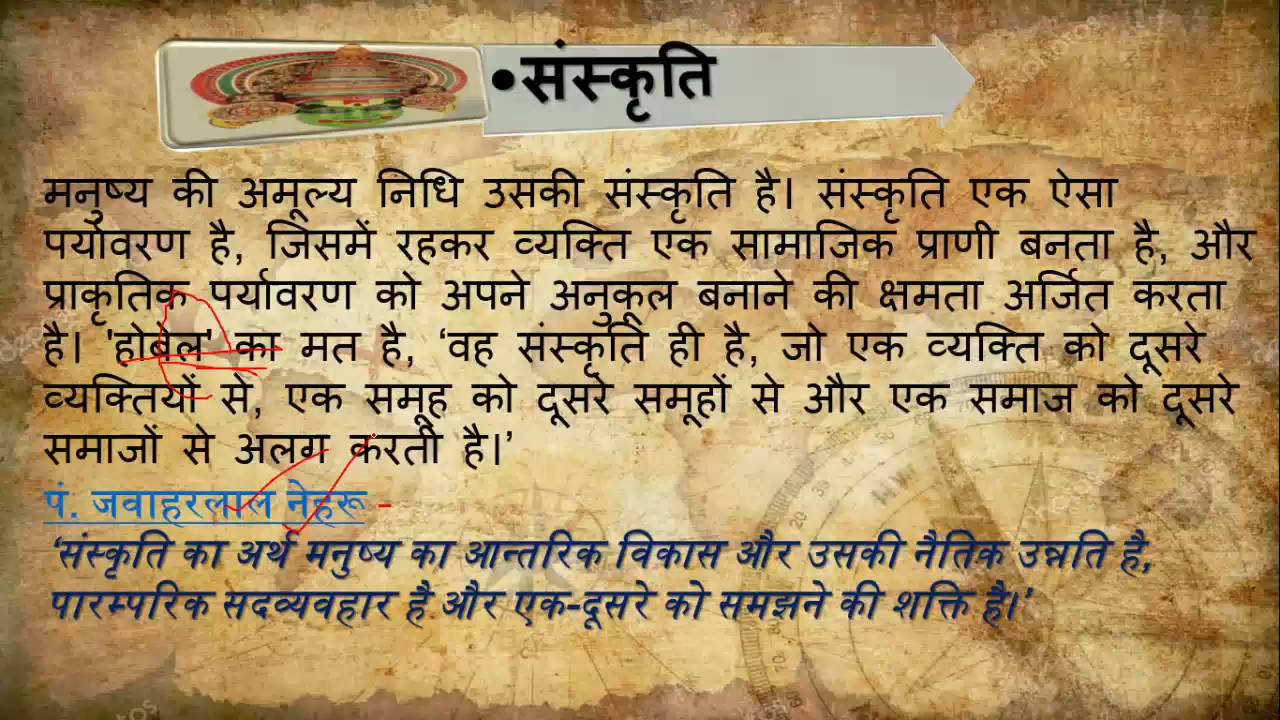 •संस्कृति
मनुष्य की अमूल्य निधि उसकी संस्कृति है। संस्कृति एक ऐसा
पर्यावरण है, जिसमें रहकर व्यक्ति एक सामाजिक प्राणी बनता है, और
प्राकृतिक पर्यावरण को अपने अनुकूल बनाने की क्षमता अर्जित करता
है। 'होबेल' का मत है, ‘वह संस्कृति ही है, जो एक व्यक्ति को दूसरे
व्यक्तियों से, एक समूह को दूसरे समूहों से और एक समाज को दूसरे
समाजों से अलग करती है।’
पं. जवाहरलाल नेहरू –
‘संस्कृति का अर्थ मनुष्य का आन्तरिक विकास और उसकी नैतिक उन्नति है,
पारम्परिक सदव्यवहार है और एक-दूसरे को समझने की शक्ति है।’